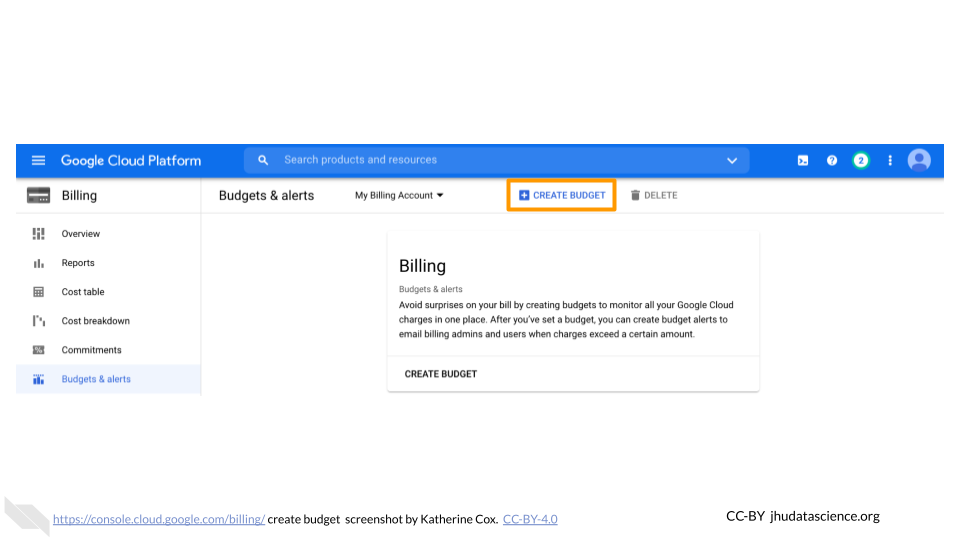 Google Cloud Platform
Search products and resources
2
Billing
Budgets & alerts
My Billing Account
CREATE BUDGET
DELETE
Overview
Reports
Cost table
Cost breakdown
Commitments
Budgets & alerts
Billing
Budgets & alerts
Avoid surprises on your bill by creating budgets to monitor all your Google Cloud
charges in one place. After you've set a budget, you can create budget alerts to
email billing admins and users when charges exceed a certain amount.
CREATE BUDGET
https://console.cloud.google.com/billing/ create budget screenshot by Katherine Cox. CC-BY-4.0
CC-BY jhudatascience.org